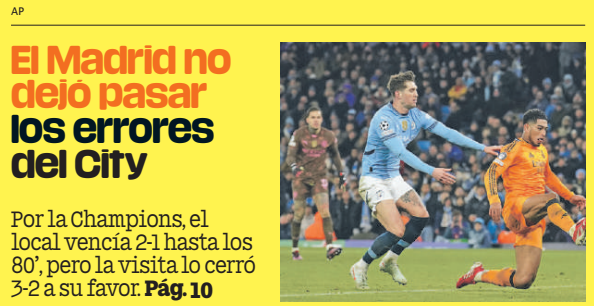 AP
El Madrid no
dejó pasar
los errores
del City
Por la Champions, el
local vencía 2-1 hasta los
80’, pero la visita lo cerró
3-2 a su favor. Pág. 10